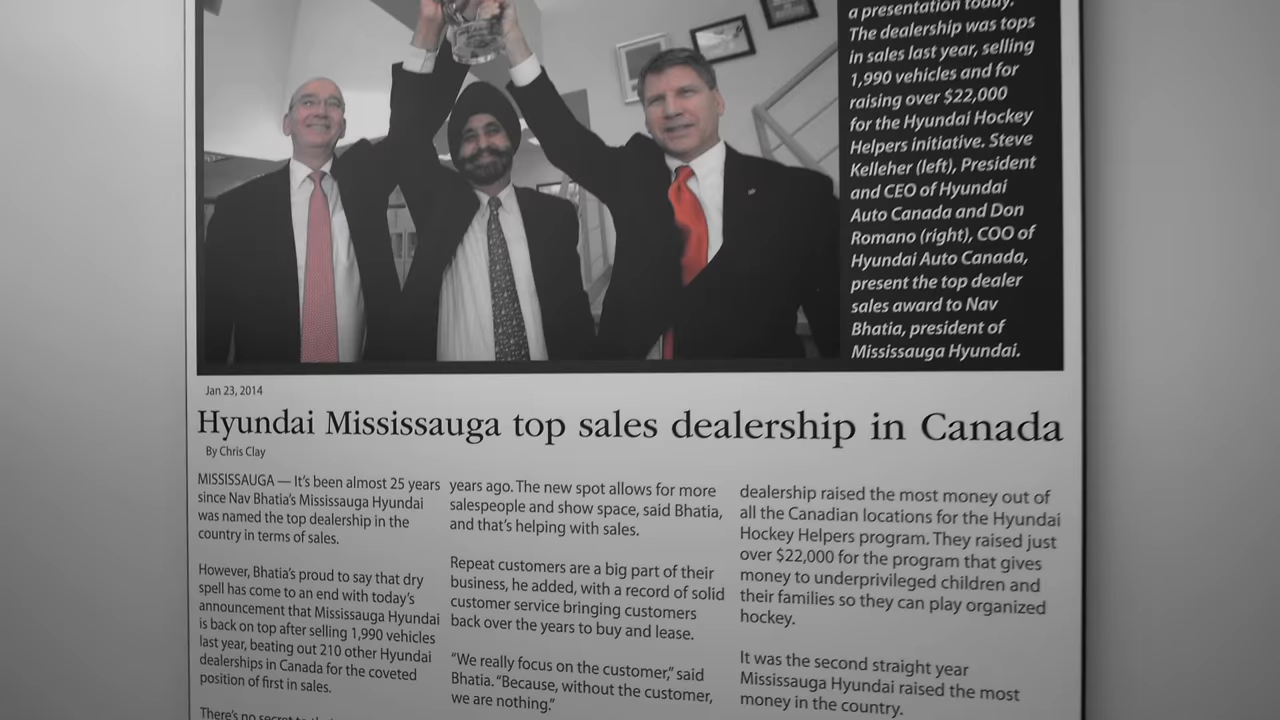 a presentation today.
The dealership was tops
in sales last year, selling
1,990 vehicles and for
raising over $22,000
for the Hyundai Hockey
Helpers initiative. Steve
Kelleher (left), President
and CEO of Hyundai
Auto Canada and Don
Romano (right), COO of
Hyundai Auto Canada,
present the top dealer
sales award to Nav
Bhatia, president of
Mississauga Hyundai.
Jan 23, 2014
Hyundai Mississauga top sales dealership in Canada
By Chris Clay
MISSISSAUGA — It's been almost 25 years
since Nav Bhatia's Mississauga Hyundai
was named the top dealership in the
country in terms of sales.
However, Bhatia's proud to say that dry
spell has come to an end with today's
announcement that Mississauga Hyundai
is back on top after selling 1,990 vehicles
last year, beating out 210 other Hyundai
dealerships in Canada for the coveted
position of first in sales.
There's no secret to
years ago. The new spot allows for more
salespeople and show space, said Bhatia,
and that's helping with sales.
Repeat customers are a big part of their
business, he added, with a record of solid
customer service bringing customers
back over the years to buy and lease.
"We really focus on the customer," said
Bhatia. "Because, without the customer,
we are nothing."
dealership raised the most money out of
all the Canadian locations for the Hyundai
Hockey Helpers program. They raised just
over $22,000 for the program that gives
money to underprivileged children and
their families so they can play organized
hockey.
It was the second straight year
Mississauga Hyundai raised the most
money in the country.